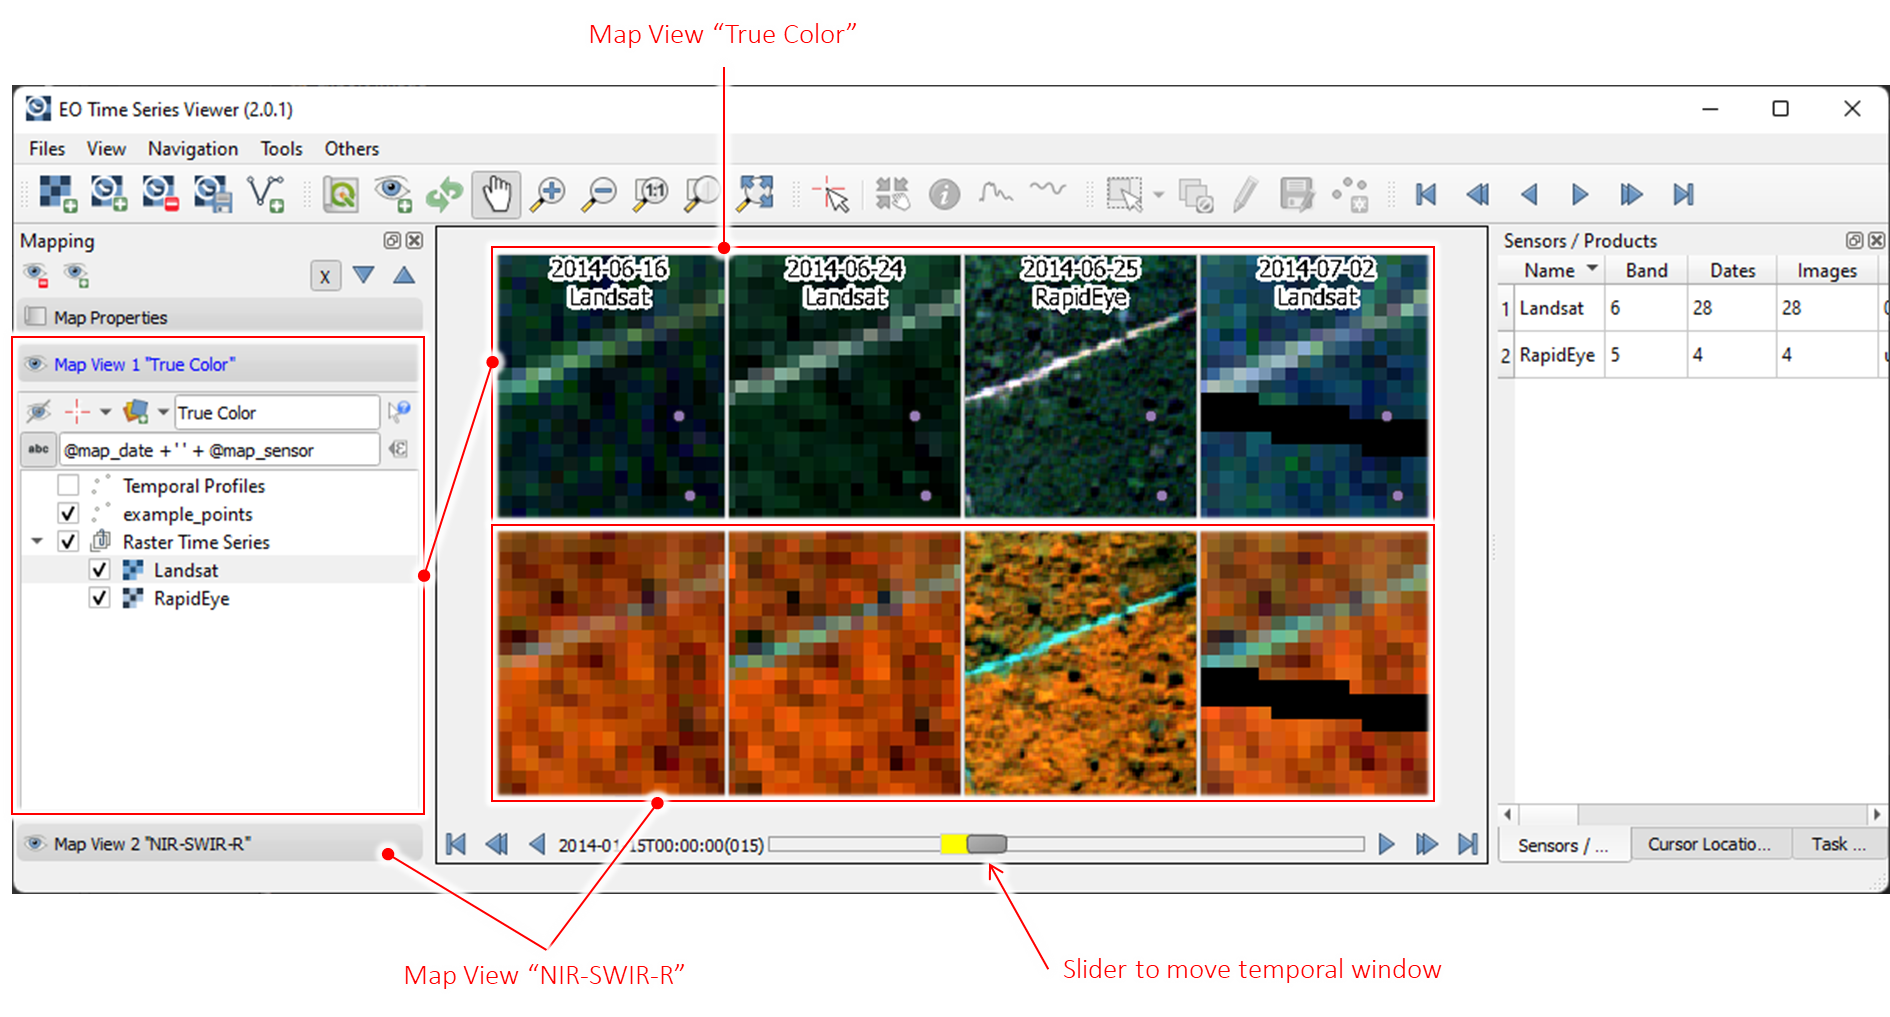 Map View “True Color”
EO Time Series Viewer (2.0.1)
Files View Navigation Tools Others
1:1
Mapping
x
Map Properties
Map View 1 "True Color"
True Color
abc @map_date + ' ' + @map_sensor
Temporal Profiles
example_points
Raster Time Series
Landsat
RapidEye
Map View 2 "NIR-SWIR-R"
2014-06-16
Landsat
2014-06-24
Landsat
2014-06-25
RapidEye
2014-07-02
Landsat
2014-01-15T00:00:00(015)
Sensors / Products
Name Band Dates Images
1 Landsat 6 28 28
2 RapidEye 5 4 4
Sensors / ... Cursor Locatio... Task ...
Map View “NIR-SWIR-R”
Slider to move temporal window